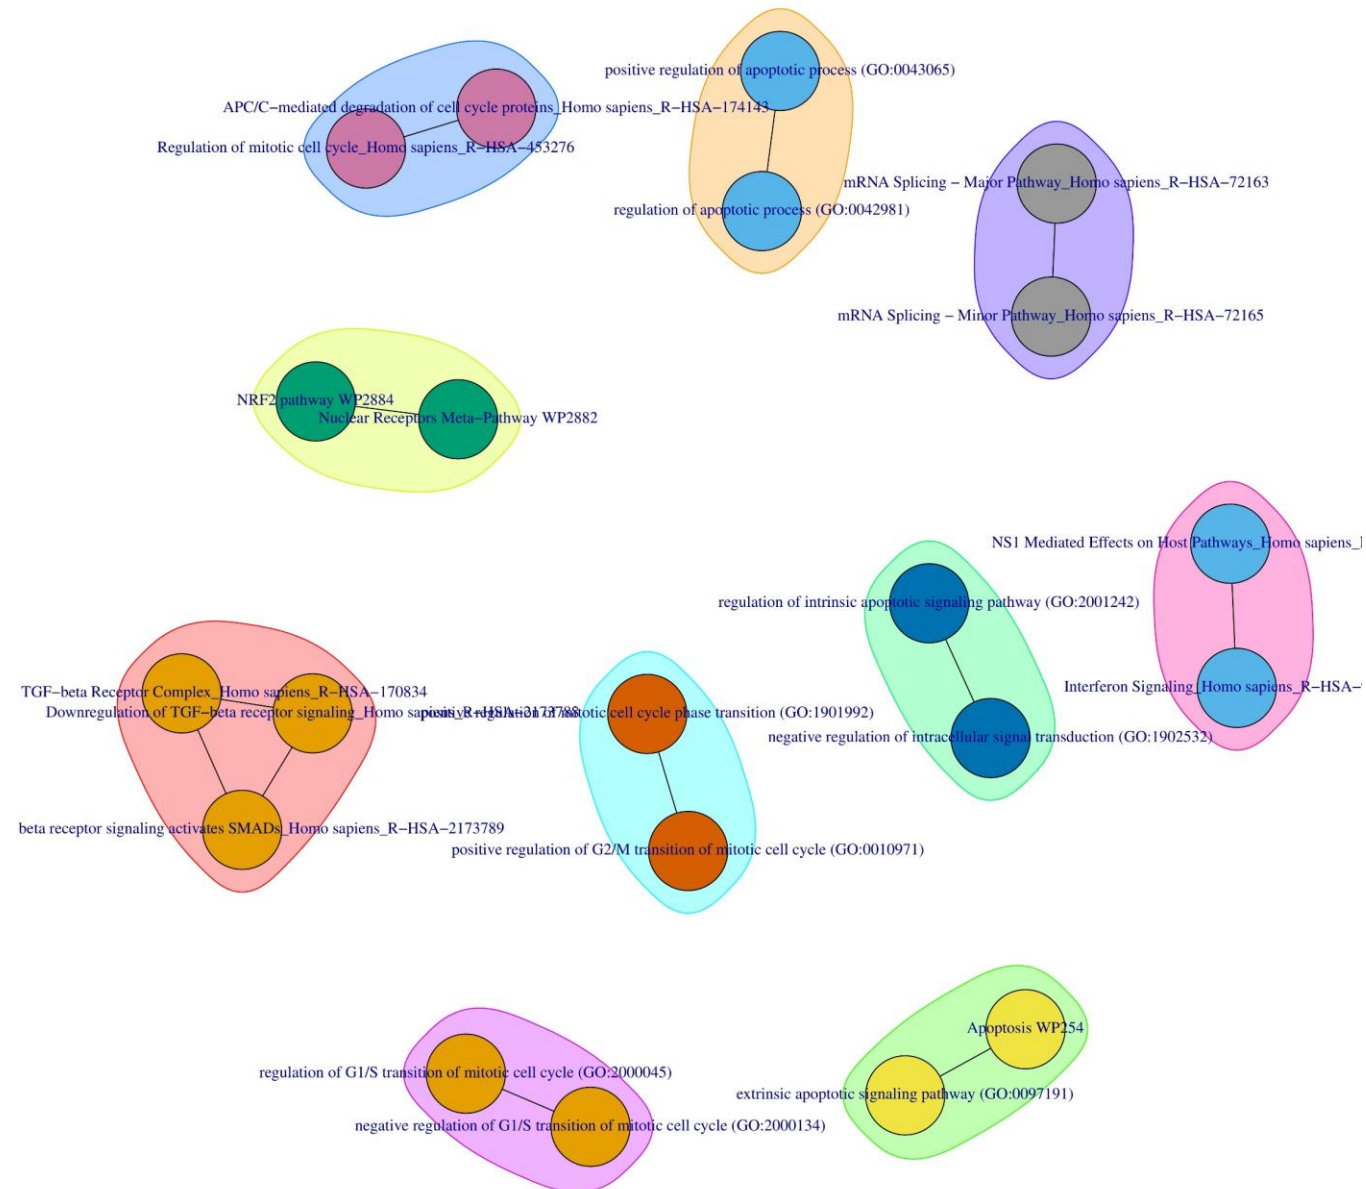 positive regulation of apoptotic process (GO:0043065)
APC/C−mediated degradation of cell cycle proteins_Homo sapiens_R−HSA−174143
Regulation of mitotic cell cycle_Homo sapiens_R−HSA−453276
mRNA Splicing − Major Pathway_Homo sapiens_R−HSA−72163
regulation of apoptotic process (GO:0042981)
mRNA Splicing − Minor Pathway_Homo sapiens_R−HSA−72165
NRF2 pathway WP2884
Nuclear Receptors Meta−Pathway WP2882
NS1 Mediated Effects on Host Pathways_Homo sapiens_
regulation of intrinsic apoptotic signaling pathway (GO:2001242)
Interferon Signaling_Homo sapiens_R−HSA−
TGF−beta Receptor Complex_Homo sapiens_R−HSA−170834
Downregulation of TGF−beta receptor signaling_Homo sapiens_R−HSA−2173788
positive regulation of mitotic cell cycle phase transition (GO:1901992)
negative regulation of intracellular signal transduction (GO:1902532)
beta receptor signaling activates SMADs_Homo sapiens_R−HSA−2173789
positive regulation of G2/M transition of mitotic cell cycle (GO:0010971)
Apoptosis WP254
regulation of G1/S transition of mitotic cell cycle (GO:2000045)
extrinsic apoptotic signaling pathway (GO:0097191)
negative regulation of G1/S transition of mitotic cell cycle (GO:2000134)